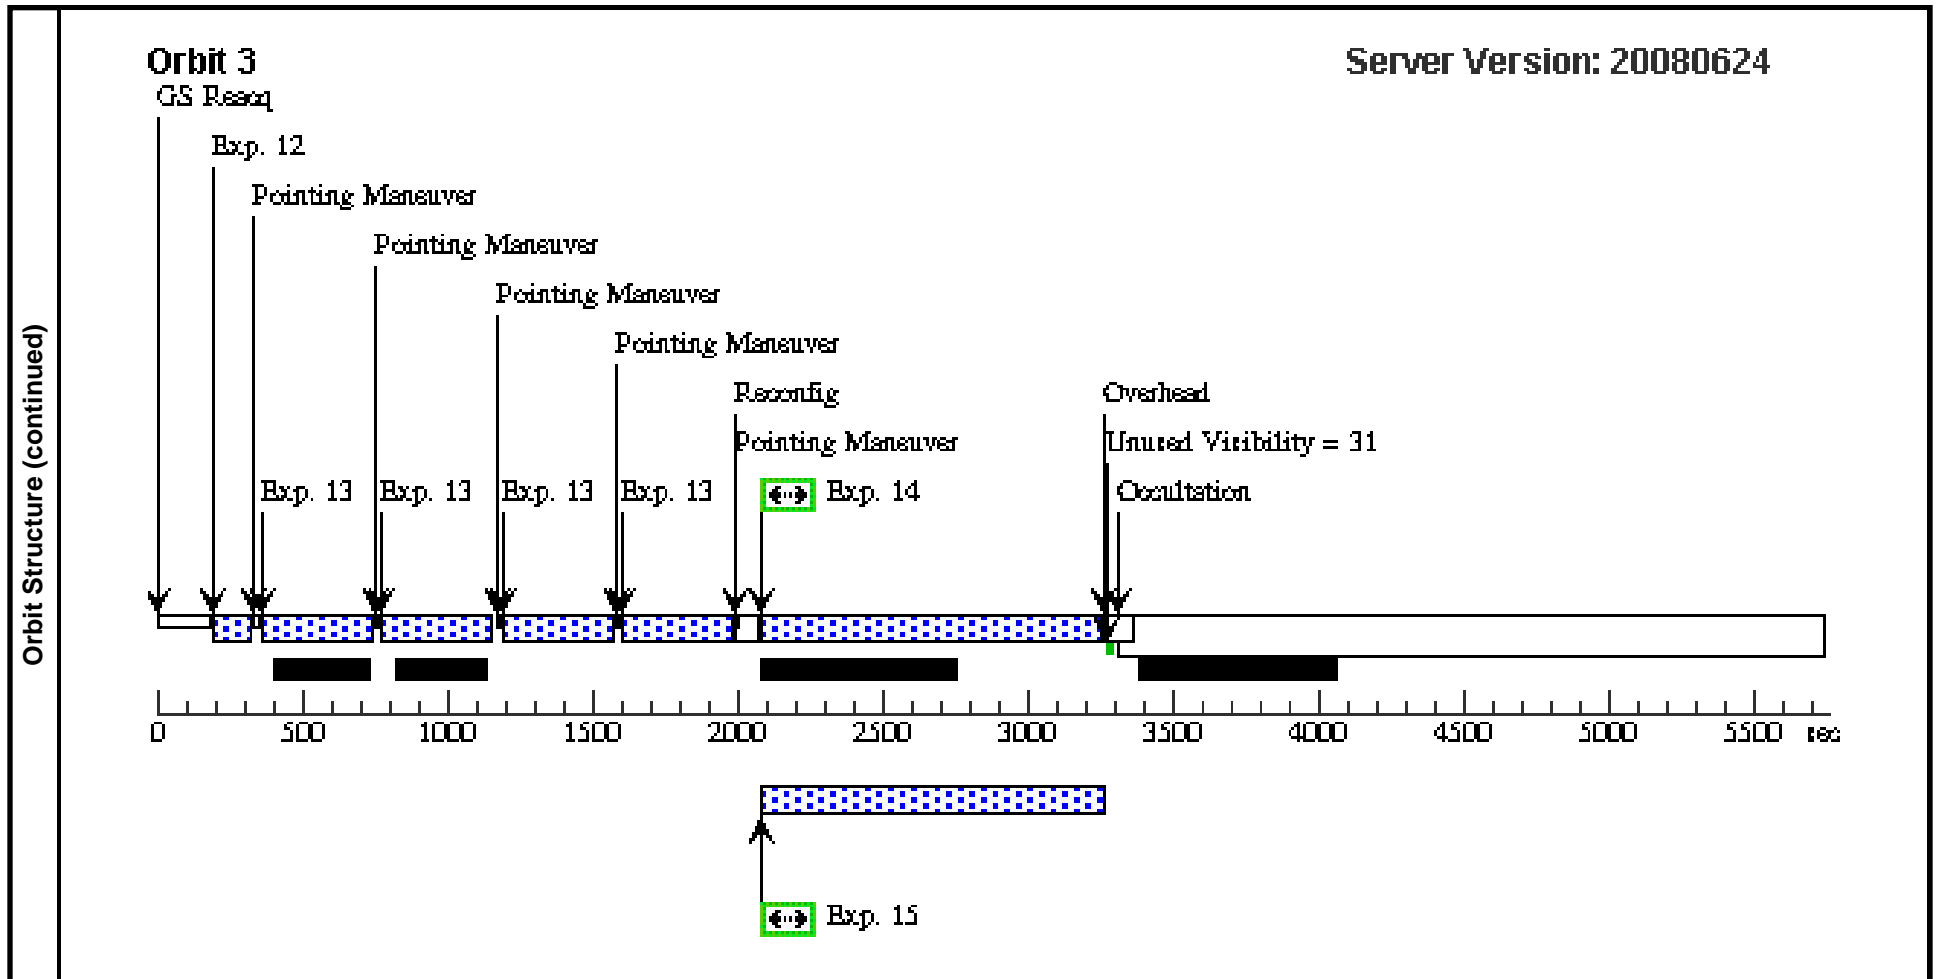 Orbit Structure (continued)
Orbit 3
Server Version: 20080624
GS Reacq
Exp. 12
Pointing Maneuver
Pointing Maneuver
Pointing Maneuver
Pointing Maneuver
Reconfig
Overhead
Pointing Maneuver
Unused Visibility = 31
Exp. 13
Exp. 13
Exp. 13
Exp. 13
Exp. 14
Occultation
0 500 1000 1500 2000 2500 3000 3500 4000 4500 5000 5500 sec
Exp. 15